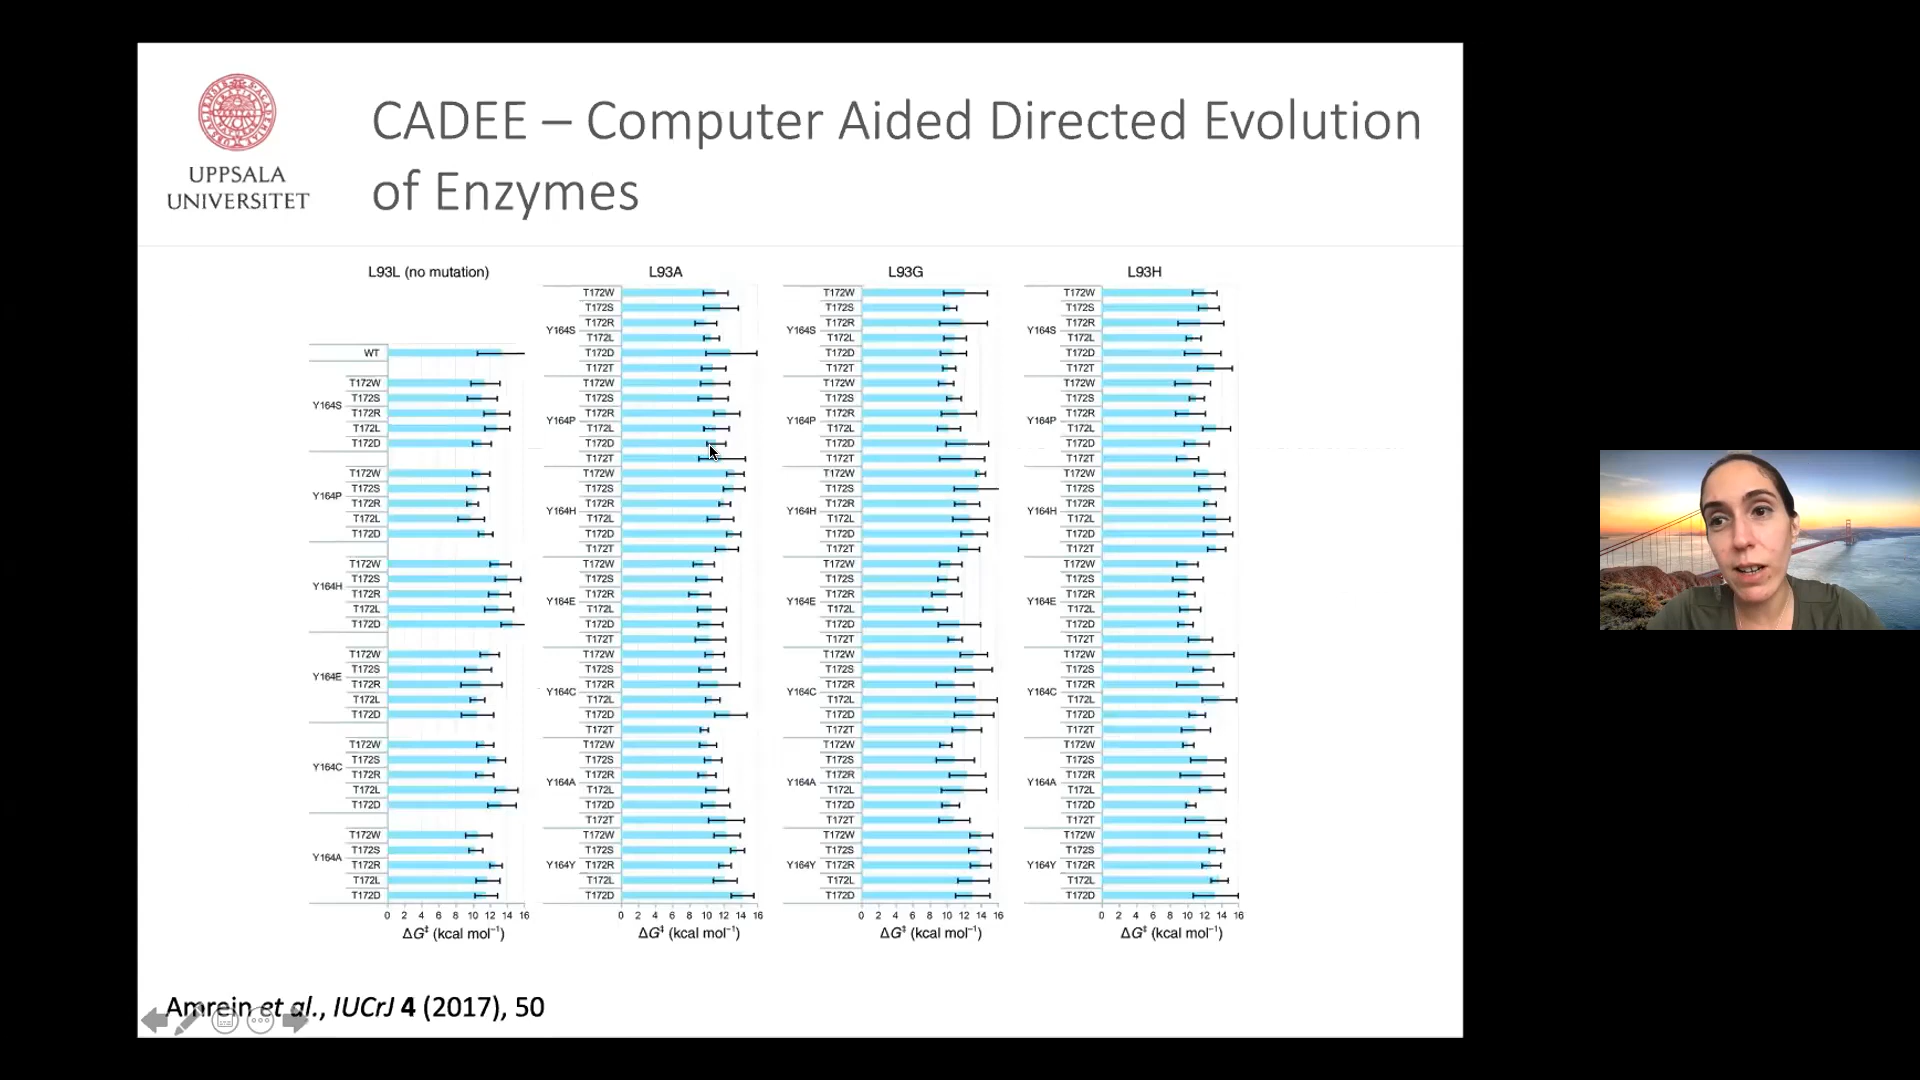 UPPSALA
UNIVERSITET
CADEE – Computer Aided Directed Evolution
of Enzymes
L93L (no mutation)
WT
Y164S
T172W
T172S
T172R
T172L
T172D
Y164P
T172W
T172S
T172R
T172L
T172D
Y164H
T172W
T172S
T172R
T172L
T172D
Y164E
T172W
T172S
T172R
T172L
T172D
Y164C
T172W
T172S
T172R
T172L
T172D
Y164A
T172W
T172S
T172R
T172L
T172D
0 2 4 6 8 10 12 14 16
ΔG‡ (kcal mol⁻¹)
L93A
Y164S
T172W
T172S
T172R
T172L
T172D
T172T
Y164P
T172W
T172S
T172R
T172L
T172D
T172T
Y164H
T172W
T172S
T172R
T172L
T172D
T172T
Y164E
T172W
T172S
T172R
T172L
T172D
T172T
Y164C
T172W
T172S
T172R
T172L
T172D
T172T
Y164A
T172W
T172S
T172R
T172L
T172D
T172T
Y164Y
T172W
T172S
T172R
T172L
T172D
0 2 4 6 8 10 12 14 16
ΔG‡ (kcal mol⁻¹)
L93G
Y164S
T172W
T172S
T172R
T172L
T172D
T172T
Y164P
T172W
T172S
T172R
T172L
T172D
T172T
Y164H
T172W
T172S
T172R
T172L
T172D
T172T
Y164E
T172W
T172S
T172R
T172L
T172D
T172T
Y164C
T172W
T172S
T172R
T172L
T172D
T172T
Y164A
T172W
T172S
T172R
T172L
T172D
T172T
Y164Y
T172W
T172S
T172R
T172L
T172D
0 2 4 6 8 10 12 14 16
ΔG‡ (kcal mol⁻¹)
L93H
Y164S
T172W
T172S
T172R
T172L
T172D
T172T
Y164P
T172W
T172S
T172R
T172L
T172D
T172T
Y164H
T172W
T172S
T172R
T172L
T172D
T172T
Y164E
T172W
T172S
T172R
T172L
T172D
T172T
Y164C
T172W
T172S
T172R
T172L
T172D
T172T
Y164A
T172W
T172S
T172R
T172L
T172D
T172T
Y164Y
T172W
T172S
T172R
T172L
T172D
0 2 4 6 8 10 12 14 16
ΔG‡ (kcal mol⁻¹)
Amrein et al., IUCrJ 4 (2017), 50